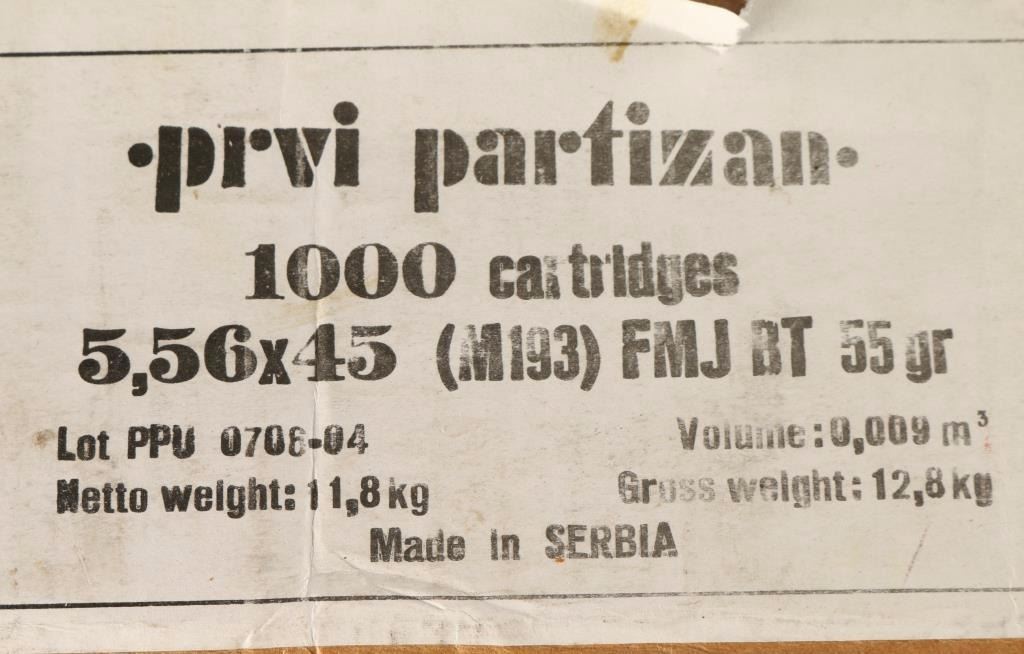 ·prvi partizan·
1000 cartridges
5,56x45 (M193) FMJ BT 55 gr
Lot PPU 0706-04
Volume: 0,009 m³
Netto weight: 11,8 kg
Gross weight: 12,8 kg
Made in SERBIA